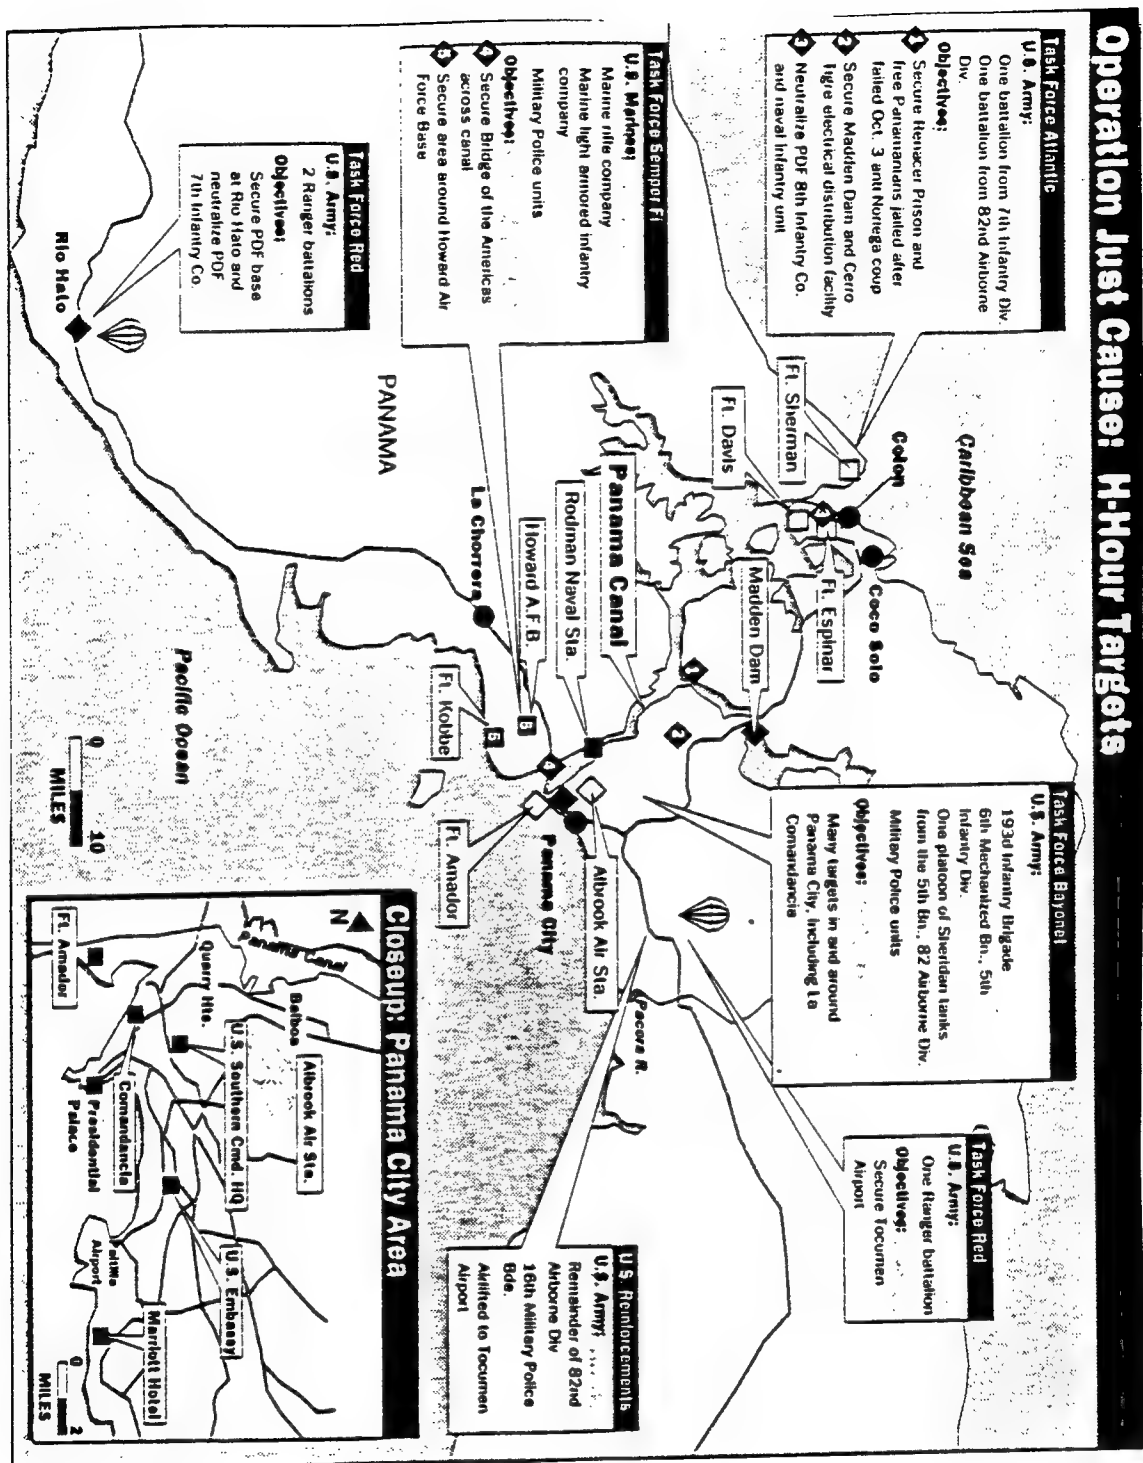 Operation Just Cause: H-Hour Targets
Task Force Atlantic
U.S. Army:
One battalion from 7th Infantry Div.
One battalion from 82nd Airborne
Div.
Objectives:
1 Secure Renacer Prison and
free Panamanians jailed after
failed Oct. 3 anti Noriega coup
2 Secure Madden Dam and Cerro
Tigre electrical distribution facility
3 Neutralize PDF 8th Infantry Co.
and naval Infantry unit
Task Force Semper Fi
U.S. Marines:
Marine rifle company
Marine light armored Infantry
company
Military Police units
Objectives:
4 Secure Bridge of the Americas
across canal
5 Secure area around Howard Air
Force Base
Task Force Red
U.S. Army:
2 Ranger battalions
Objectives:
Secure PDF base
at Rio Hato and
neutralize PDF
7th Infantry Co.
Task Force Bayonet
U.S. Army:
193d Infantry Brigade
6th Mechanized Bn., 5th
Infantry Div.
One platoon of Sheridan tanks
from the 5th Bn., 82 Airborne Div.
Military Police units
Objectives:
Many targets in and around
Panama City, including La
Comandancia
Task Force Red
U.S. Army:
One Ranger battalion
Objectives:
Secure Tocumen
Airport
U.S. Reinforcements
U.S. Army:
Remainder of 82nd
Airborne Div
16th Military Police
Bde.
Airlifted to Tocumen
Airport
Caribbean Sea
Colon
Coco Solo
Ft. Sherman
Ft. Davis
Ft. Espinar
Madden Dam
Panama Canal
y
Rodman Naval Sta.
Howard A.F.B.
La Chorrera
PANAMA
Rio Hato
Ft. Kobbe
Ft. Amador
Panama City
Albrook Air Sta.
Pacora R.
Pacific Ocean
0 10
MILES
Closeup: Panama City Area
N
Panama Canal
Balboa
Albrook Air Sta.
Quarry Hts.
U.S. Southern Cmd. HQ
U.S. Embassy
Ft. Amador
Comandancia
Presidential
Palace
Paitilla
Airport
Marriott Hotel
0 2
MILES